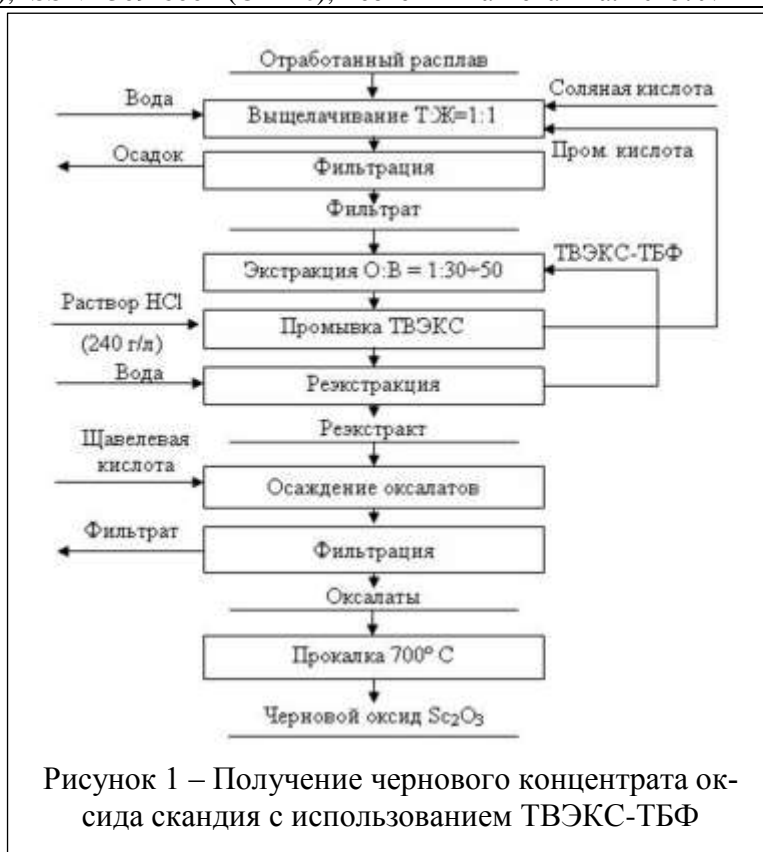 Отработанный расплав
Вода
Соляная кислота
Выщелачивание Т:Ж=1:1
Осадок
Пром. кислота
Фильтрация
Фильтрат
ТВЭКС-ТБФ
Экстракция О:В = 1:30÷50
Раствор HCl
(240 г/л)
Промывка ТВЭКС
Вода
Реэкстракция
Реэкстракт
Щавелевая
кислота
Осаждение оксалатов
Фильтрат
Фильтрация
Оксалаты
Прокалка 700° С
Черновой оксид Sc₂O₃
Рисунок 1 – Получение чернового концентрата ок-
сида скандия с использованием ТВЭКС-ТБФ